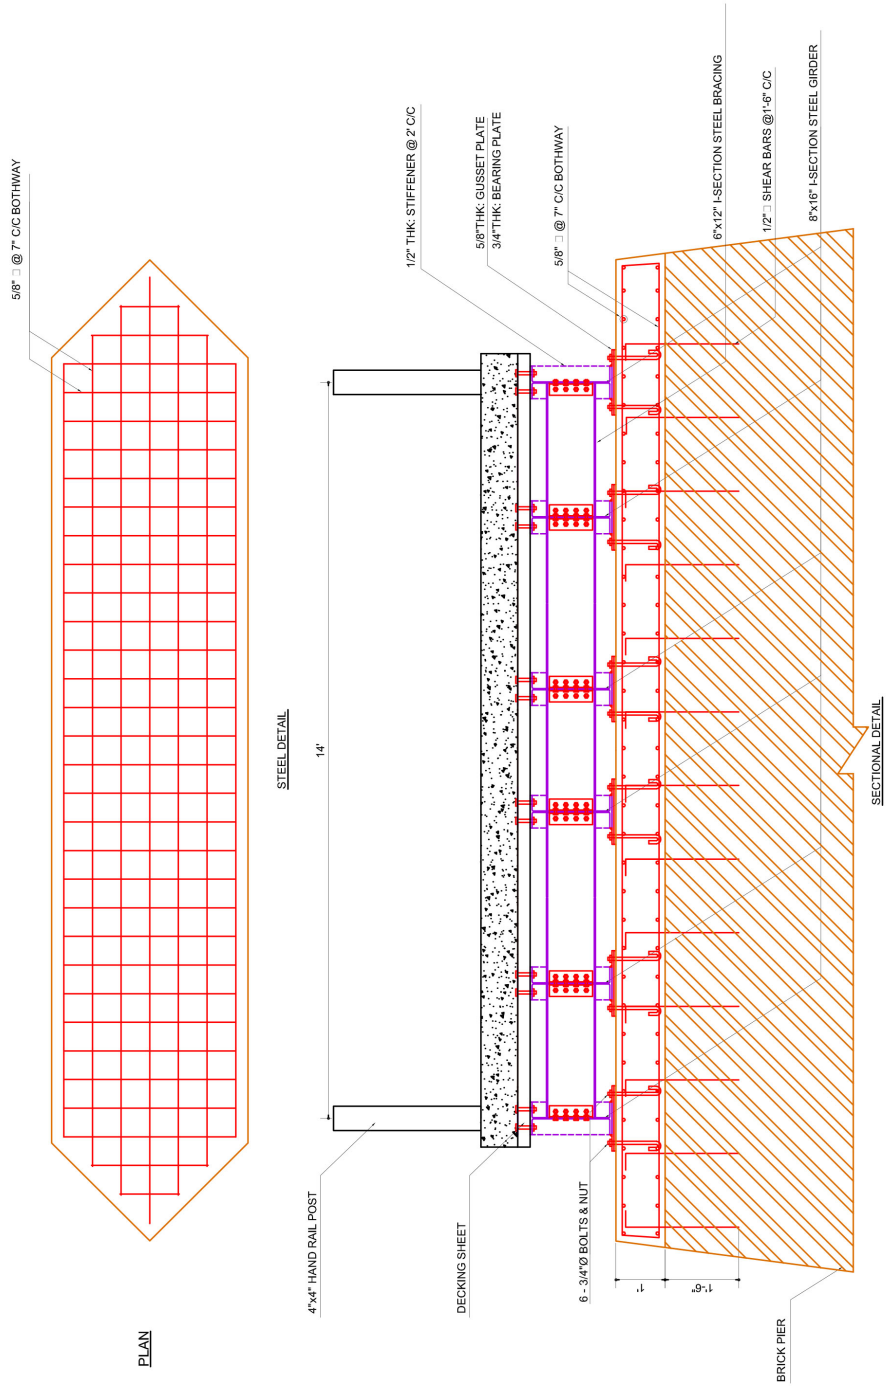 5/8" □ @ 7" C/C BOTHWAY
PLAN
STEEL DETAIL
14'
4"x4" HAND RAIL POST
1/2" THK: STIFFENER @ 2' C/C
DECKING SHEET
5/8"THK: GUSSET PLATE
3/4"THK: BEARING PLATE
5/8" □ @ 7" C/C BOTHWAY
6 - 3/4"Ø BOLTS & NUT
1'
1'-6"
6"x12" I-SECTION STEEL BRACING
1/2" □ SHEAR BARS @1'-6" C/C
8"x16" I-SECTION STEEL GIRDER
BRICK PIER
SECTIONAL DETAIL